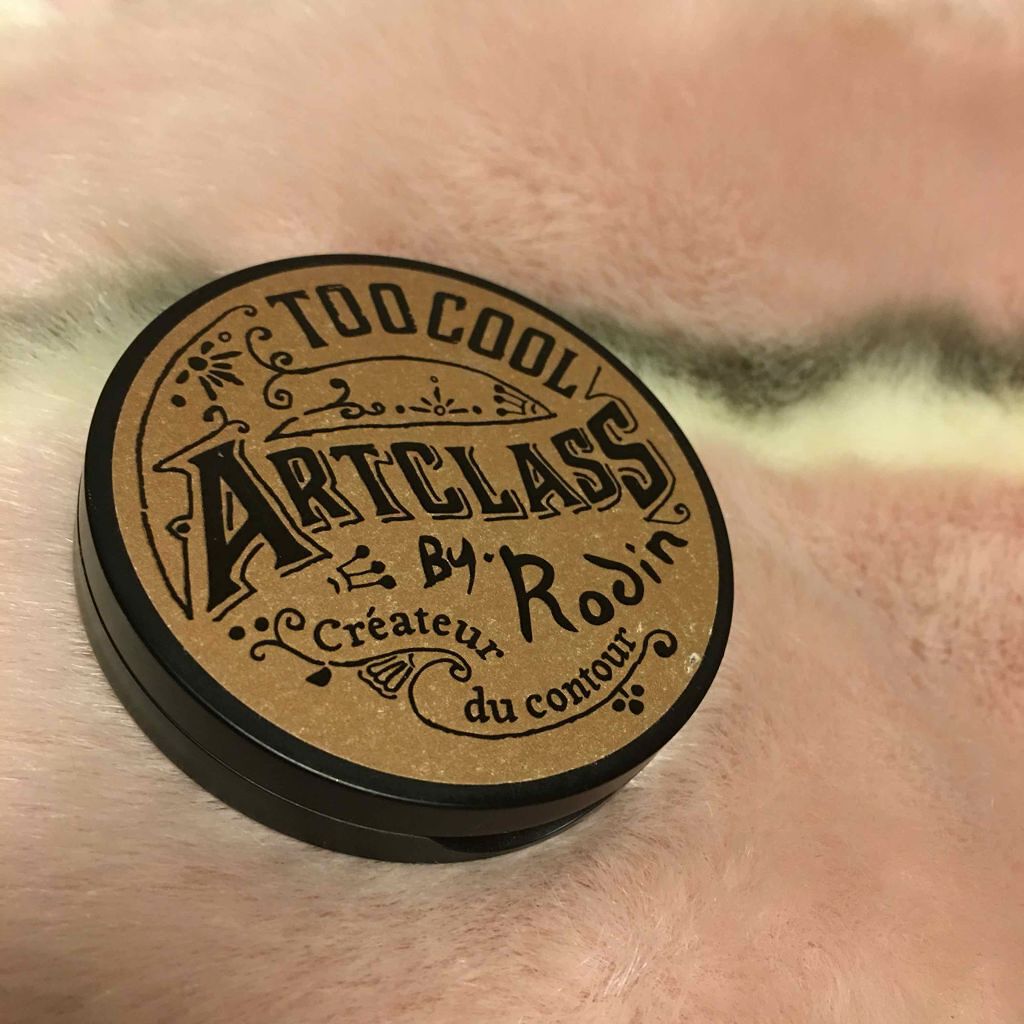 TOO COOL
ARTCLASS
By. Rodin
Créateur
du contour